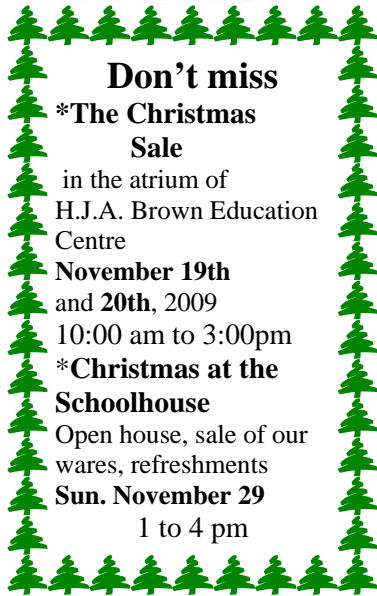 Don't miss
*The Christmas
Sale
in the atrium of
H.J.A. Brown Education
Centre
November 19th
and 20th, 2009
10:00 am to 3:00pm
*Christmas at the
Schoolhouse
Open house, sale of our
wares, refreshments
Sun. November 29
1 to 4 pm